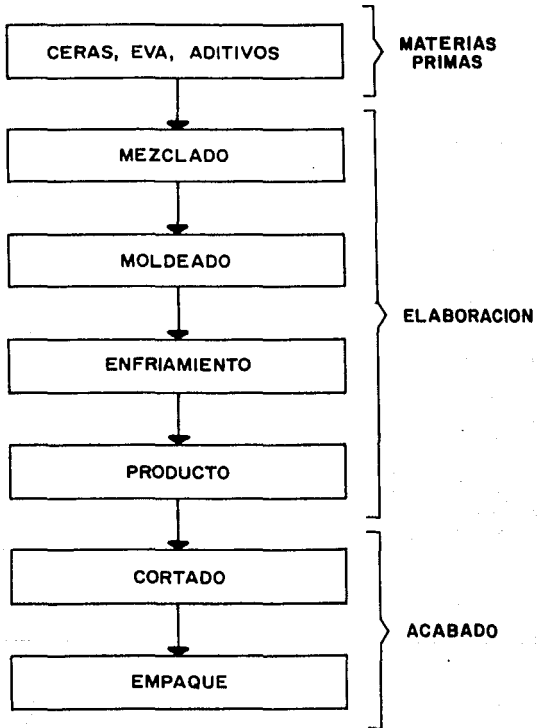 CERAS, EVA, ADITIVOS
MATERIAS
PRIMAS
MEZCLADO
MOLDEADO
ELABORACION
ENFRIAMIENTO
PRODUCTO
CORTADO
ACABADO
EMPAQUE